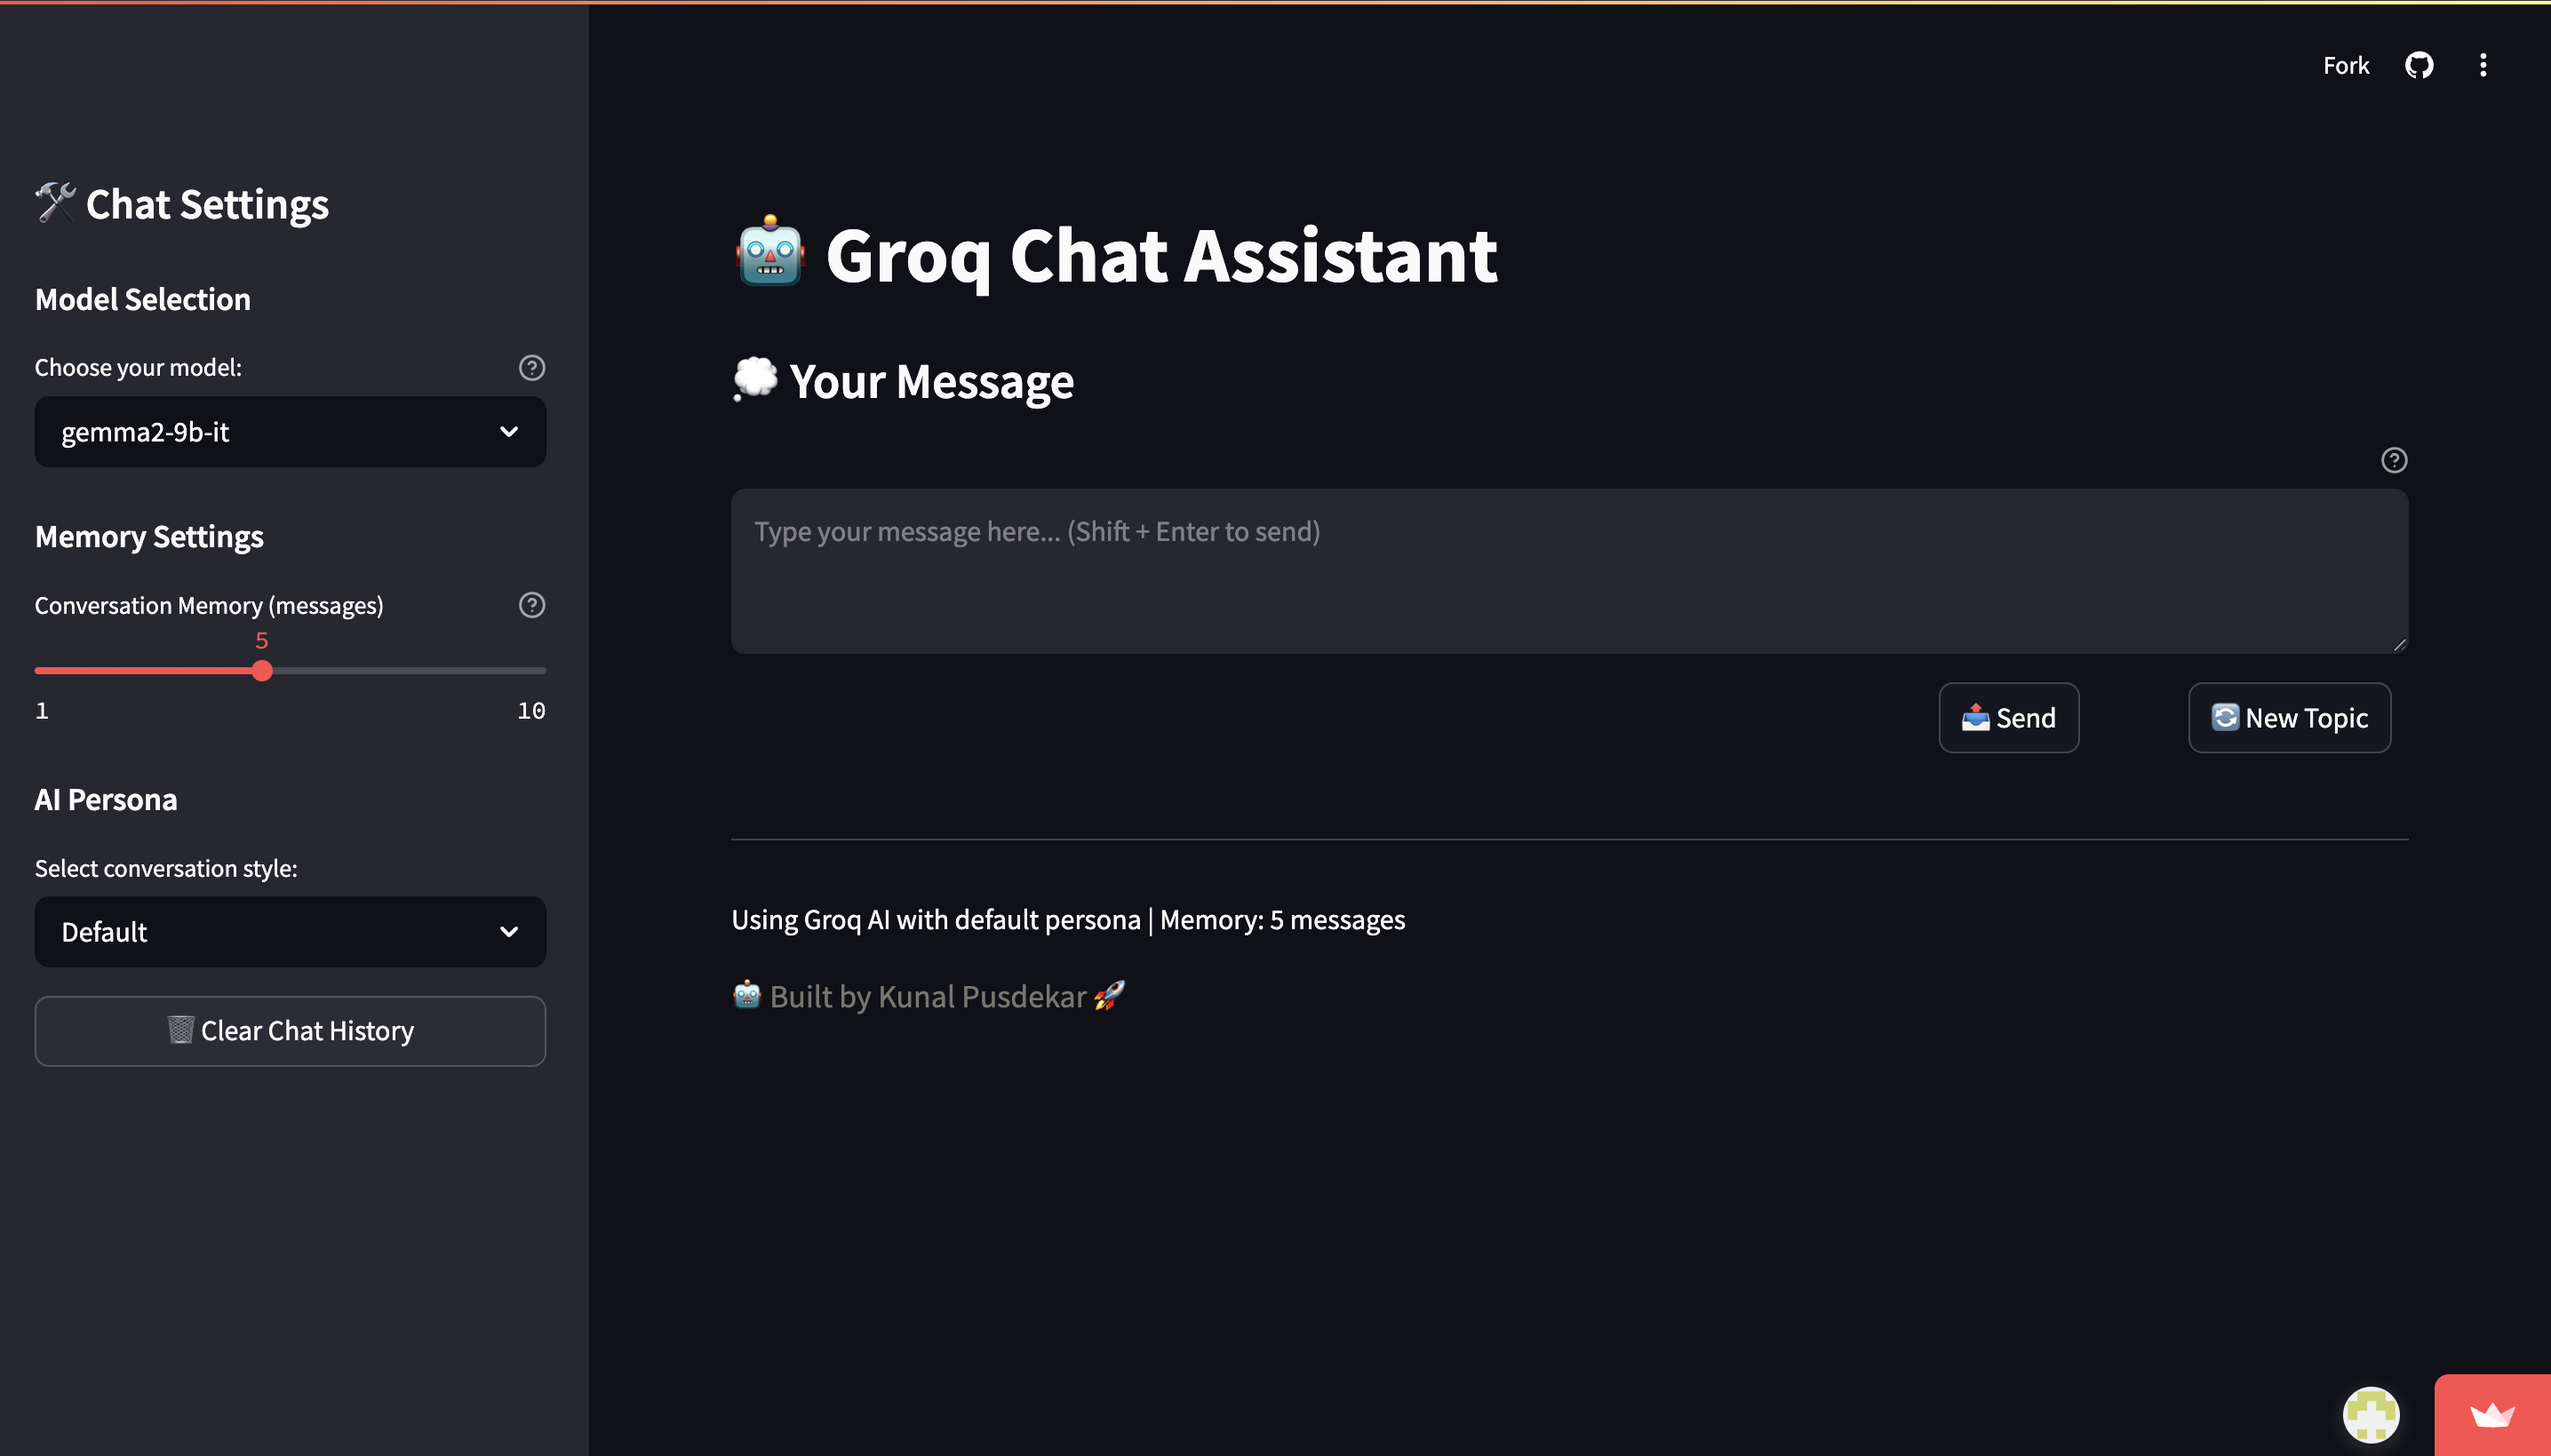 Fork
🛠️ Chat Settings
Model Selection
Choose your model:
gemma2-9b-it
Memory Settings
Conversation Memory (messages)
5
1
10
AI Persona
Select conversation style:
Default
🗑️ Clear Chat History
🤖 Groq Chat Assistant
💭 Your Message
Type your message here... (Shift + Enter to send)
📤 Send
🔄 New Topic
Using Groq AI with default persona | Memory: 5 messages
🤖 Built by Kunal Pusdekar 🚀